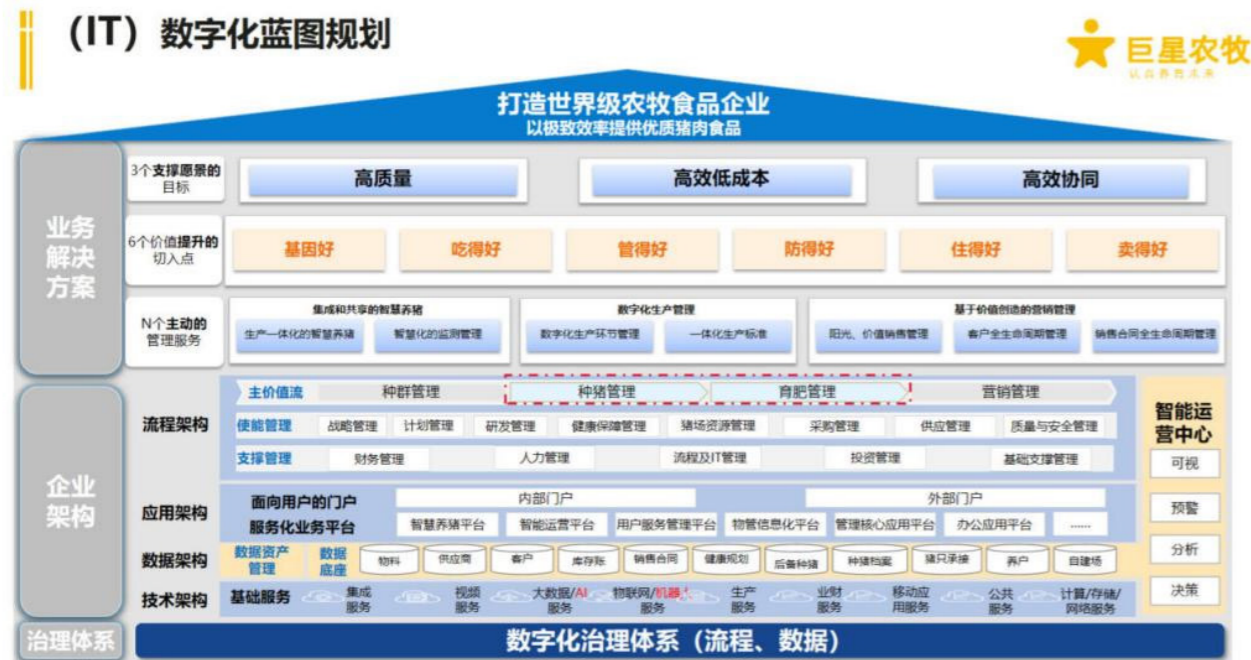 （IT）数字化蓝图规划
巨星农牧
打造世界级农牧食品企业
以极致效率提供优质猪肉食品
业务
解决
方案
3个支撑愿景的
目标
高质量
高效低成本
高效协同
6个价值提升的
切入点
基因好
吃得好
管得好
防得好
住得好
卖得好
N个主动的
管理服务
集成和共享的智慧养猪
生产一体化的智慧养猪
智慧化的监测管理
数字化生产管理
数字化生产环节管理
一体化生产标准
基于价值创造的营销管理
阳光、价值销售管理
客户全生命周期管理
销售合同全生命周期管理
企业
架构
流程架构
主价值流
种群管理
种猪管理
育肥管理
营销管理
使能管理
战略管理
计划管理
研发管理
健康保障管理
猪场资源管理
采购管理
供应管理
质量与安全管理
支撑管理
财务管理
人力管理
流程及IT管理
投资管理
基础支撑管理
应用架构
面向用户的门户
内部门户
外部门户
服务化业务平台
智慧养猪平台
智能运营平台
用户服务管理平台
物管信息化平台
管理核心应用平台
办公应用平台
……
数据架构
数据资产
管理
数据
底座
物料
供应商
客户
库存账
销售合同
健康规划
后备种猪
种猪档案
猪只承接
养户
自建场
技术架构
基础服务
集成
服务
视频
服务
大数据/AI
服务
物联网/机器人
服务
生产
服务
业财
服务
移动应
用服务
公共
服务
计算/存储/
网络服务
智能运
营中心
可视
预警
分析
决策
治理体系
数字化治理体系（流程、数据）